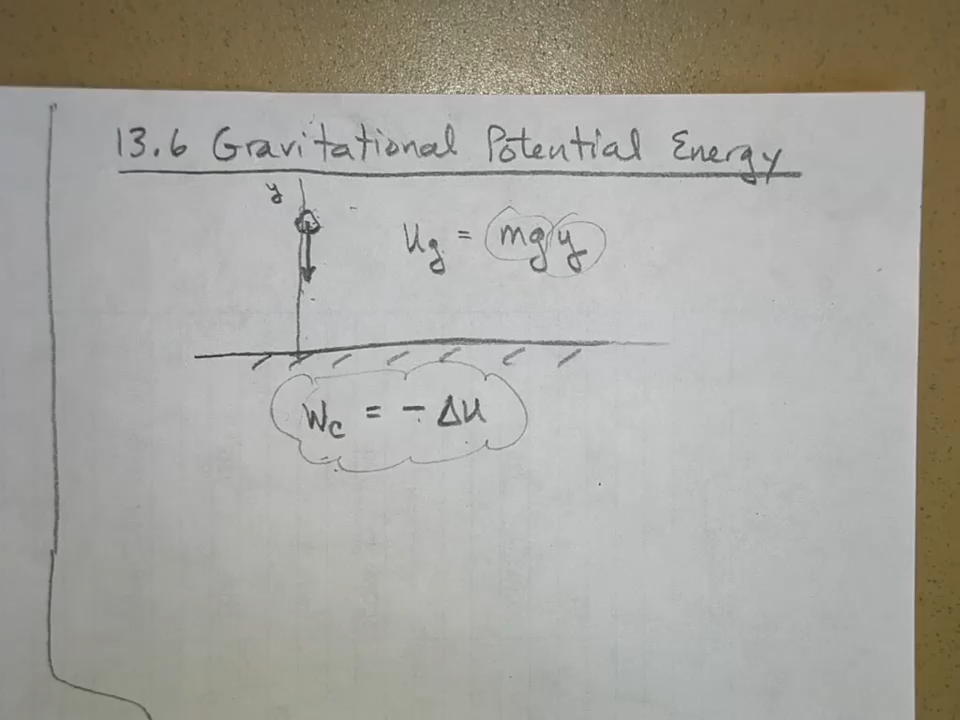 13.6 Gravitational Potential Energy
y
Ug = mgy
Wc = -ΔU